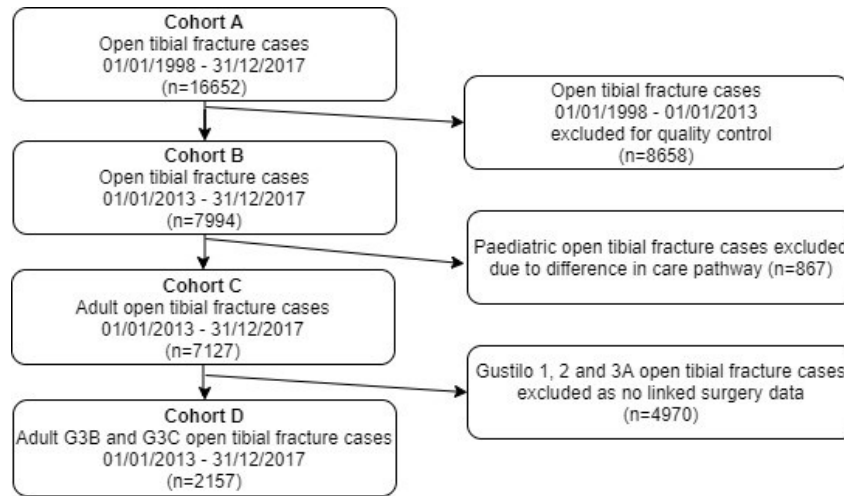 Cohort A
Open tibial fracture cases
01/01/1998 - 31/12/2017
(n=16652)
Open tibial fracture cases
01/01/1998 - 01/01/2013
excluded for quality control
(n=8658)
Cohort B
Open tibial fracture cases
01/01/2013 - 31/12/2017
(n=7994)
Paediatric open tibial fracture cases excluded
due to difference in care pathway (n=867)
Cohort C
Adult open tibial fracture cases
01/01/2013 - 31/12/2017
(n=7127)
Gustilo 1, 2 and 3A open tibial fracture cases
excluded as no linked surgery data
(n=4970)
Cohort D
Adult G3B and G3C open tibial fracture cases
01/01/2013 - 31/12/2017
(n=2157)